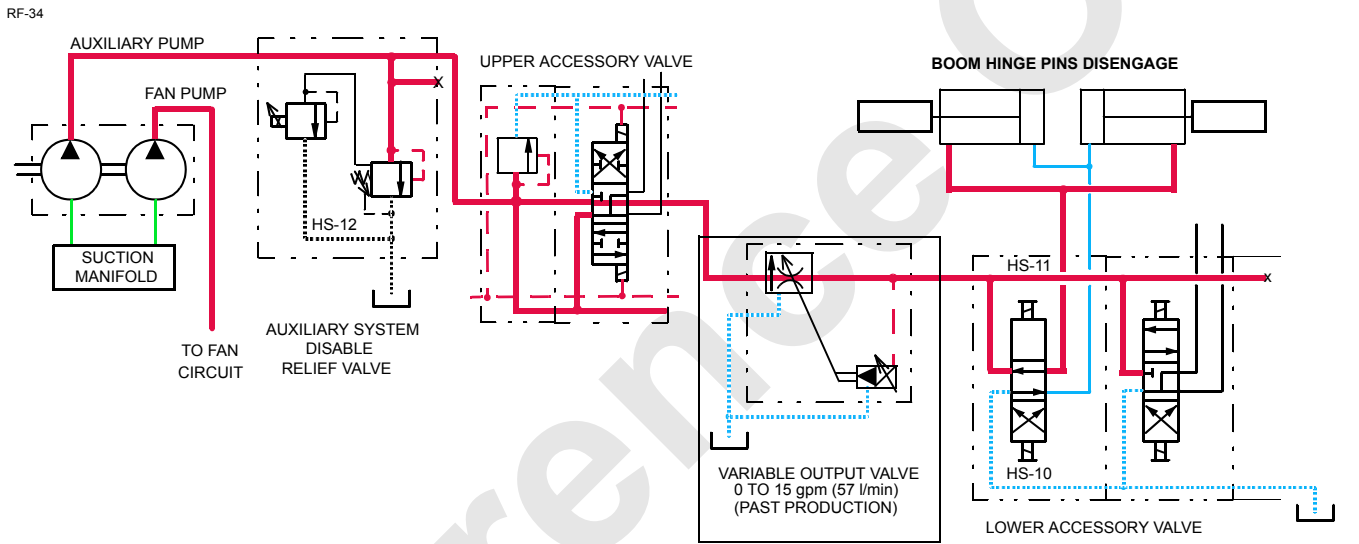 RF-34
AUXILIARY PUMP
FAN PUMP
SUCTION
MANIFOLD
TO FAN
CIRCUIT
HS-12
X
AUXILIARY SYSTEM
DISABLE
RELIEF VALVE
UPPER ACCESSORY VALVE
VARIABLE OUTPUT VALVE
0 TO 15 gpm (57 l/min)
(PAST PRODUCTION)
BOOM HINGE PINS DISENGAGE
HS-11
X
HS-10
LOWER ACCESSORY VALVE